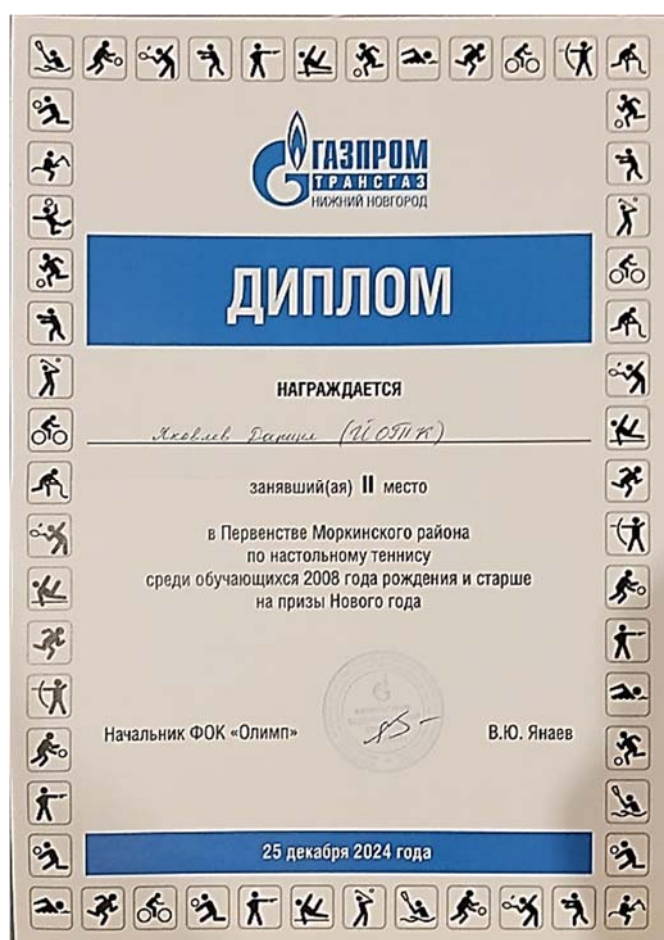 ГАЗПРОМ
ТРАНСГАЗ
НИЖНИЙ НОВГОРОД
ДИПЛОМ
НАГРАЖДАЕТСЯ
Яковлев Данил (ЙОТК)
занявший(ая) II место
в Первенстве Моркинского района
по настольному теннису
среди обучающихся 2008 года рождения и старше
на призы Нового года
Начальник ФОК «Олимп» В.Ю. Янаев
25 декабря 2024 года